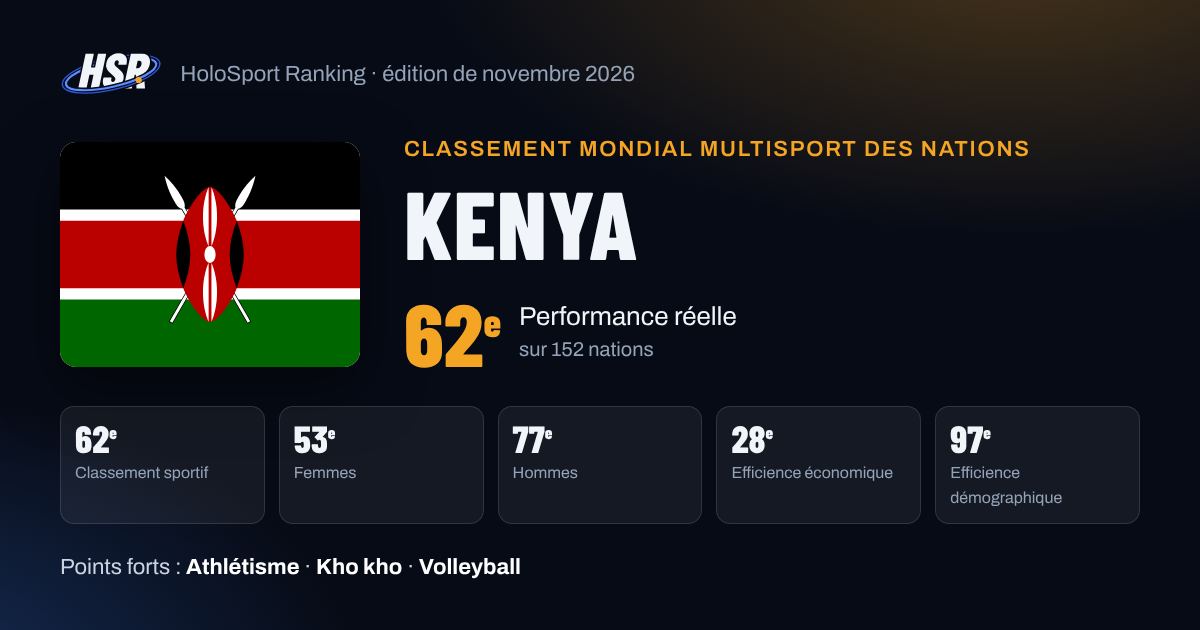 HSR
HoloSport Ranking · édition de novembre 2026
CLASSEMENT MONDIAL MULTISPORT DES NATIONS
KENYA
62e
Performance réelle
sur 152 nations
62e
Classement sportif
53e
Femmes
77e
Hommes
28e
Efficience économique
97e
Efficience
démographique
Points forts : Athlétisme · Kho kho · Volleyball